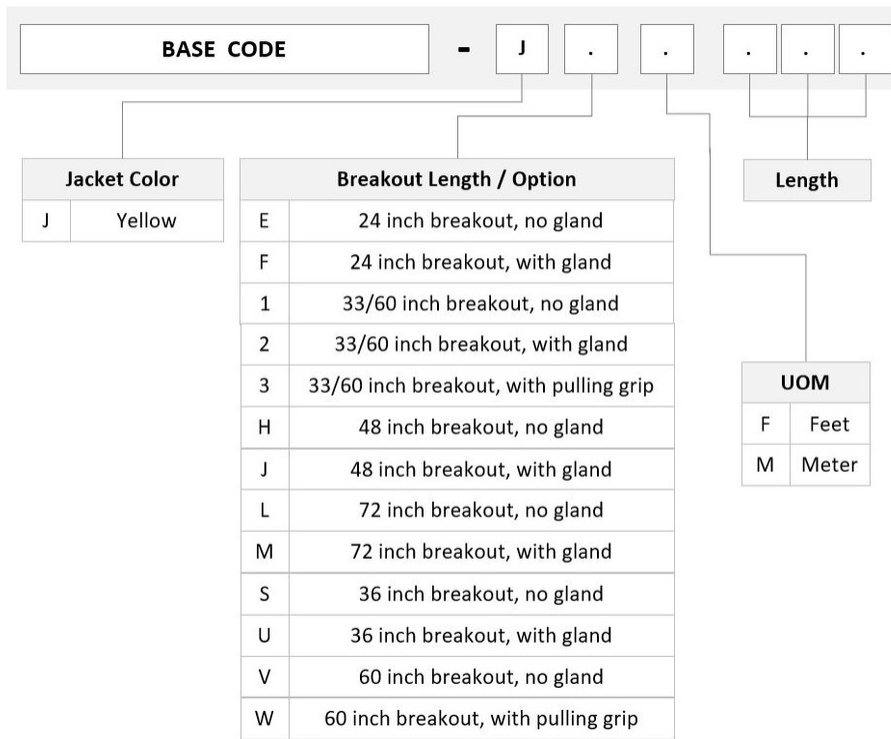 BASE CODE - J . . . . .
Jacket Color
J Yellow
Breakout Length / Option
E 24 inch breakout, no gland
F 24 inch breakout, with gland
1 33/60 inch breakout, no gland
2 33/60 inch breakout, with gland
3 33/60 inch breakout, with pulling grip
H 48 inch breakout, no gland
J 48 inch breakout, with gland
L 72 inch breakout, no gland
M 72 inch breakout, with gland
S 36 inch breakout, no gland
U 36 inch breakout, with gland
V 60 inch breakout, no gland
W 60 inch breakout, with pulling grip
Length
UOM
F Feet
M Meter